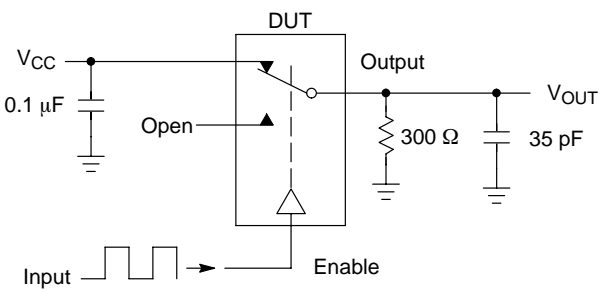 DUT
VCC
Output
0.1 μF
VOUT
Open
300 Ω
35 pF
Input
Enable